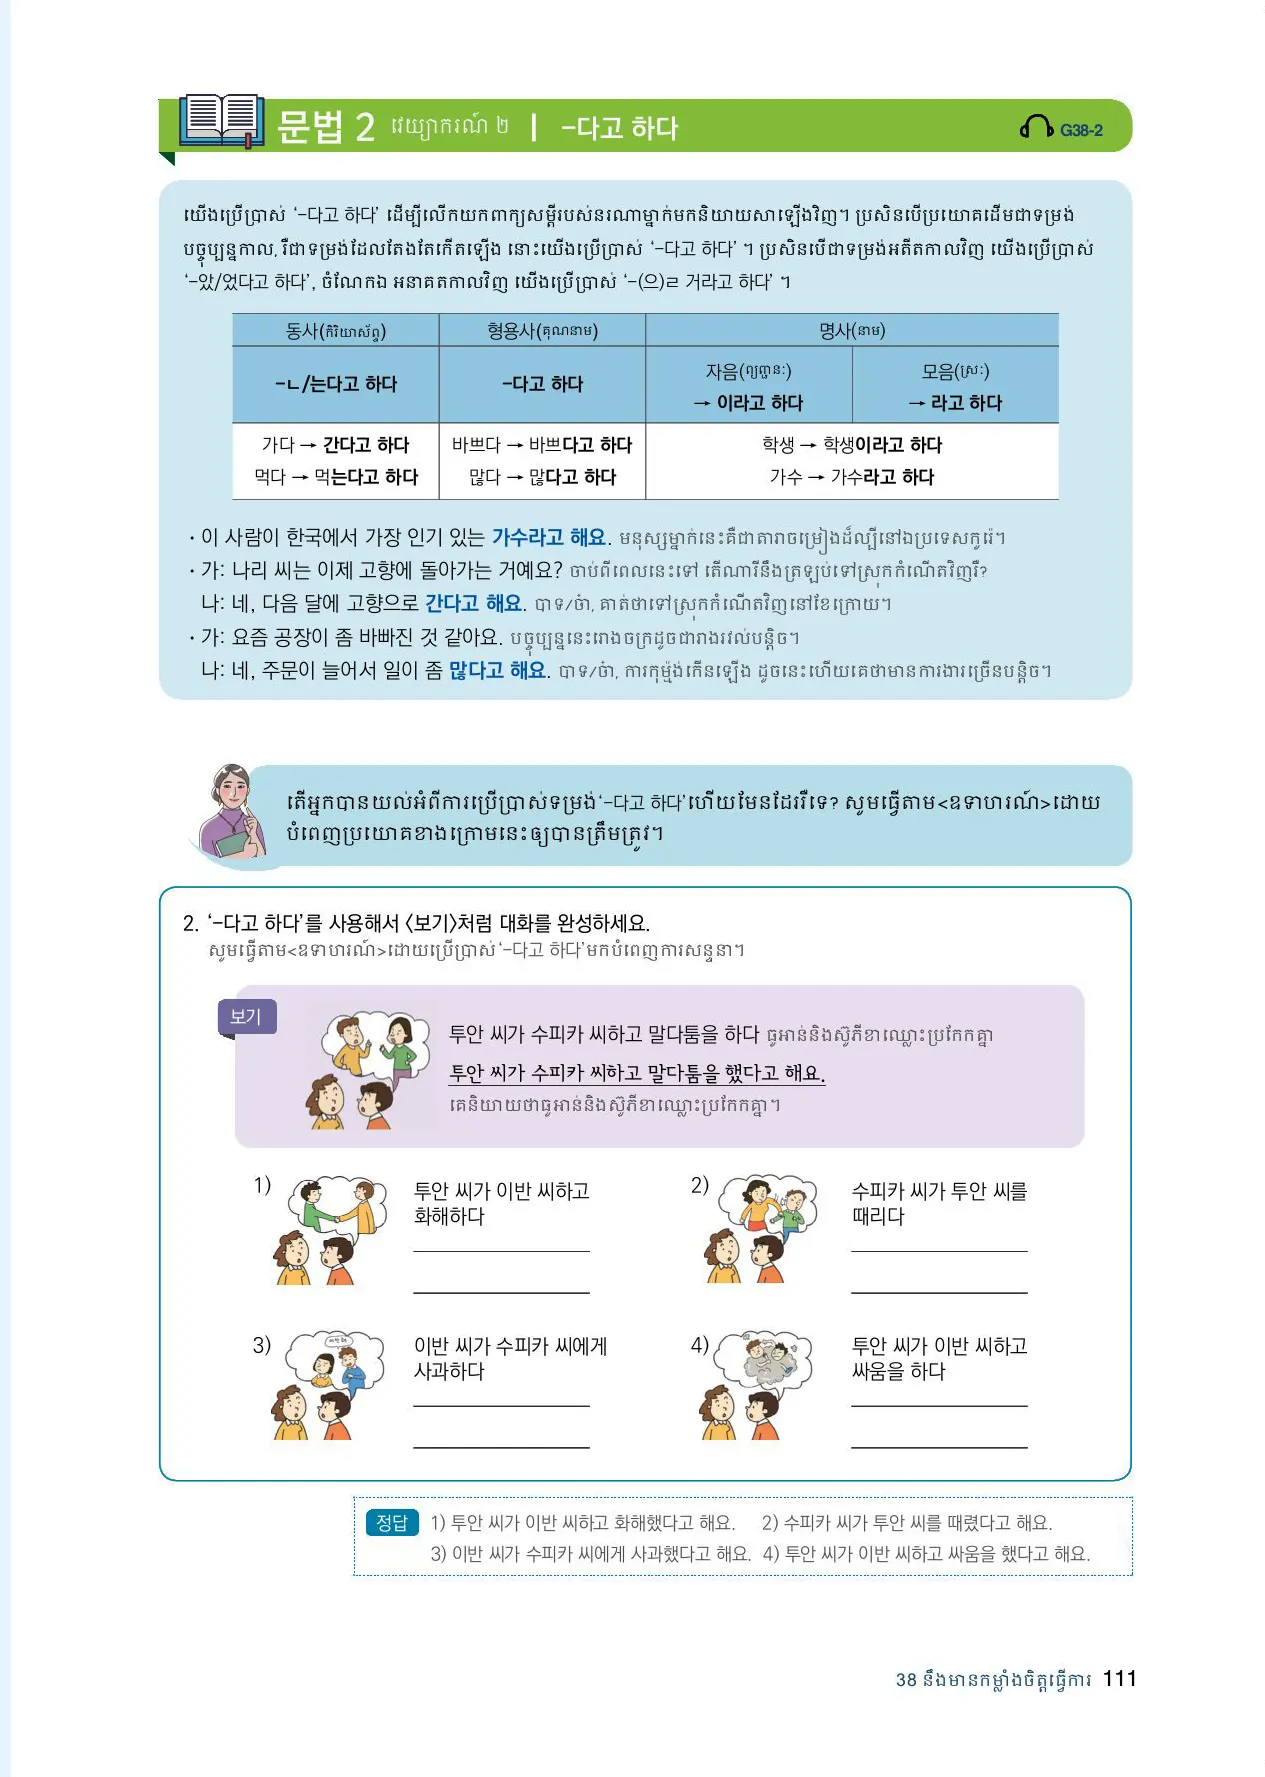 문법 2 វេយ្យាករណ៍ ២ | -다고 하다
G38-2
យើងប្រើប្រាស់ ‘-다고 하다’ ដើម្បីលើកយកពាក្យសម្ដីរបស់នរណាម្នាក់មកនិយាយសាឡើងវិញ។ ប្រសិនបើប្រយោគដើមជាទម្រង់
បច្ចុប្បន្នកាល, រឺជាទម្រង់ដែលតែងតែកើតឡើង នោះយើងប្រើប្រាស់ ‘-다고 하다’ ។ ប្រសិនបើជាទម្រង់អតីតកាលវិញ យើងប្រើប្រាស់
‘-았/었다고 하다’, ចំណែកឯ អនាគតកាលវិញ យើងប្រើប្រាស់ ‘-(으)ㄹ 거라고 하다’ ។
동사(កិរិយាស័ព្ទ) 형용사(គុណនាម) 명사(នាម)
-ㄴ/는다고 하다 -다고 하다 자음(ព្យញ្ជនៈ) 모음(ស្រៈ)
→ 이라고 하다 → 라고 하다
가다 → 간다고 하다 바쁘다 → 바쁘다고 하다 학생 → 학생이라고 하다
먹다 → 먹는다고 하다 많다 → 많다고 하다 가수 → 가수라고 하다
· 이 사람이 한국에서 가장 인기 있는 가수라고 해요. មនុស្សម្នាក់នេះគឺជាតារាចម្រៀងដ៏ល្បីនៅឯប្រទេសកូរ៉េ។
· 가: 나리 씨는 이제 고향에 돌아가는 거예요? ចាប់ពីពេលនេះទៅ តើណារីនឹងត្រឡប់ទៅស្រុកកំណើតវិញរឺ?
나: 네, 다음 달에 고향으로 간다고 해요. បាទ/ចា៎, គាត់ថាទៅស្រុកកំណើតវិញនៅខែក្រោយ។
· 가: 요즘 공장이 좀 바빠진 것 같아요. បច្ចុប្បន្ននេះរោងចក្រដូចជារាងរវល់បន្តិច។
나: 네, 주문이 늘어서 일이 좀 많다고 해요. បាទ/ចា៎, ការកុម្ម៉ង់កើនឡើង ដូចនេះហើយគេថាមានការងារច្រើនបន្តិច។
តើអ្នកបានយល់អំពីការប្រើប្រាស់ទម្រង់‘-다고 하다’ហើយមែនដែររឺទេ? សូមធ្វើតាម<ឧទាហរណ៍>ដោយ
បំពេញប្រយោគខាងក្រោមនេះឲ្យបានត្រឹមត្រូវ។
2. ‘-다고 하다’를 사용해서 〈보기〉처럼 대화를 완성하세요.
សូមធ្វើតាម<ឧទាហរណ៍>ដោយប្រើប្រាស់‘-다고 하다’មកបំពេញការសន្ទនា។
보기
투안 씨가 수피카 씨하고 말다툼을 하다 ធូអាន់និងស៊ូភីខាឈ្លោះប្រកែកគ្នា
투안 씨가 수피카 씨하고 말다툼을 했다고 해요.
គេនិយាយថាធូអាន់និងស៊ូភីខាឈ្លោះប្រកែកគ្នា។
1) 투안 씨가 이반 씨하고
화해하다
2) 수피카 씨가 투안 씨를
때리다
3) 이반 씨가 수피카 씨에게
사과하다
4) 투안 씨가 이반 씨하고
싸움을 하다
정답 1) 투안 씨가 이반 씨하고 화해했다고 해요. 2) 수피카 씨가 투안 씨를 때렸다고 해요.
3) 이반 씨가 수피카 씨에게 사과했다고 해요. 4) 투안 씨가 이반 씨하고 싸움을 했다고 해요.
38 នឹងមានកម្លាំងចិត្តធ្វើការ 111